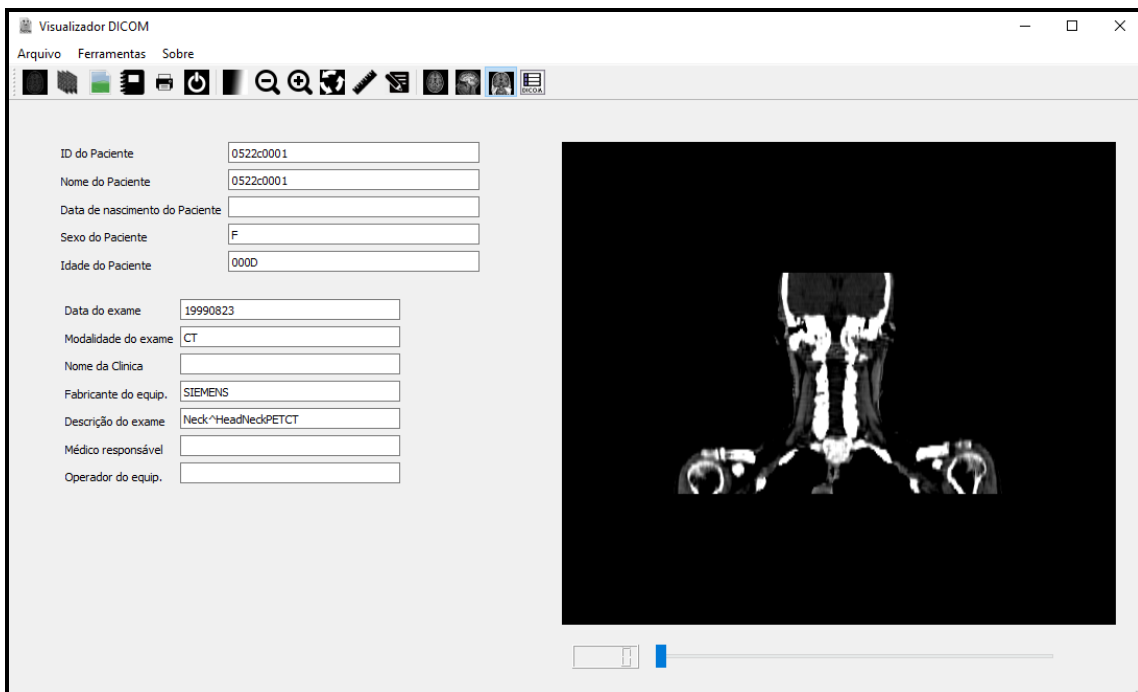 Visualizador DICOM
Arquivo Ferramentas Sobre
DICOM
ID do Paciente 0522c0001
Nome do Paciente 0522c0001
Data de nascimento do Paciente
Sexo do Paciente F
Idade do Paciente 000D
Data do exame 19990823
Modalidade do exame CT
Nome da Clinica
Fabricante do equip. SIEMENS
Descrição do exame Neck^HeadNeckPETCT
Médico responsável
Operador do equip.
0